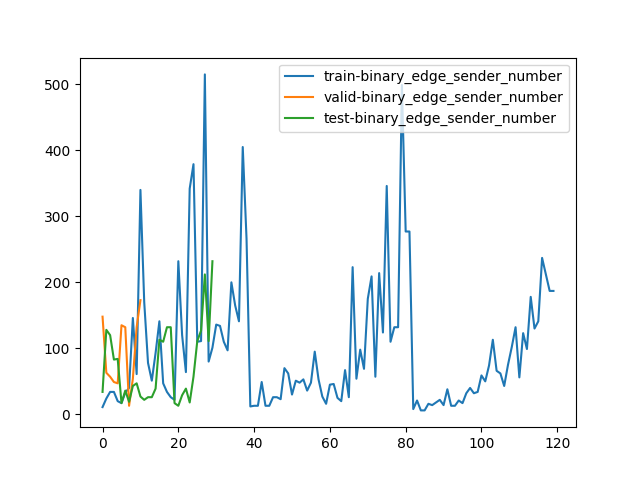 train-binary_edge_sender_number
valid-binary_edge_sender_number
test-binary_edge_sender_number
500
400
300
200
100
0
0 20 40 60 80 100 120